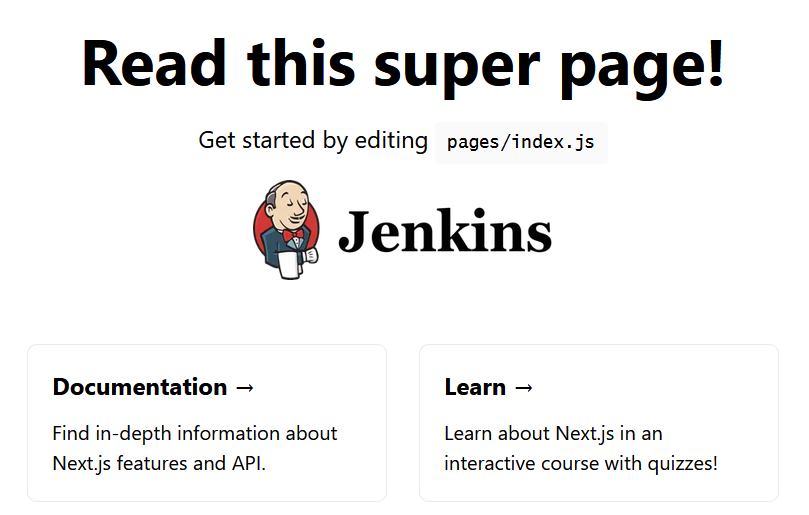 Read this super page!
Get started by editing pages/index.js
Jenkins
Documentation →
Find in-depth information about
Next.js features and API.
Learn →
Learn about Next.js in an
interactive course with quizzes!